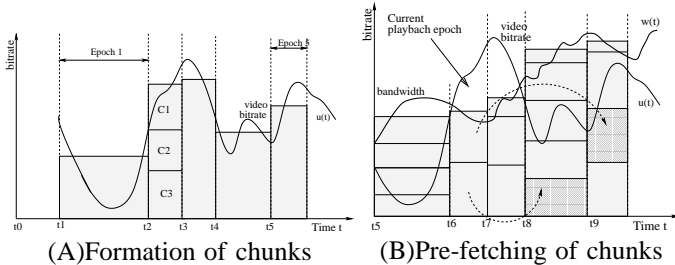 bitrate
Epoch 1
Epoch 5
C1
C2
C3
video
bitrate
u(t)
t0
t1
t2
t3
t4
t5
Time t
(A)Formation of chunks
bitrate
Current
playback epoch
video
bitrate
w(t)
bandwidth
u(t)
t5
t6
t7
t8
t9
Time t
(B)Pre-fetching of chunks